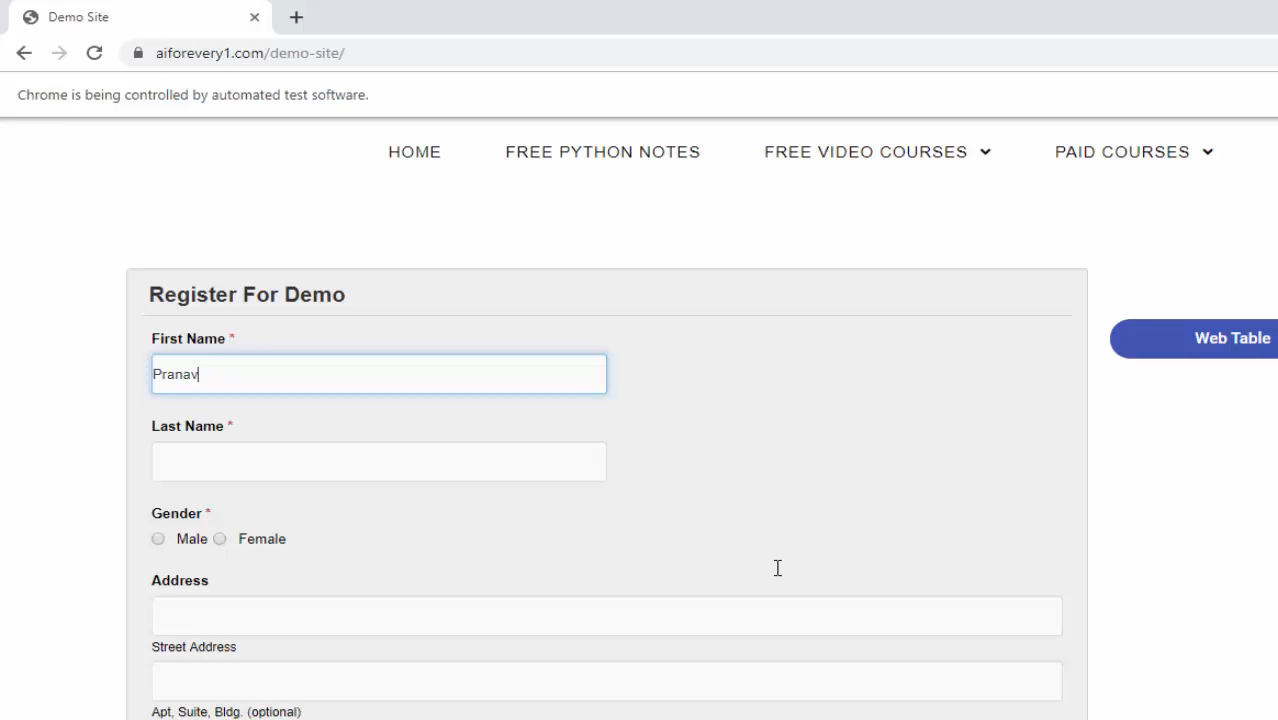 Demo Site
aiforevery1.com/demo-site/
Chrome is being controlled by automated test software.
HOME FREE PYTHON NOTES FREE VIDEO COURSES PAID COURSES
Register For Demo
First Name *
Web Table
Pranav
Last Name *
Gender *
Male Female
Address
Street Address
Apt, Suite, Bldg. (optional)